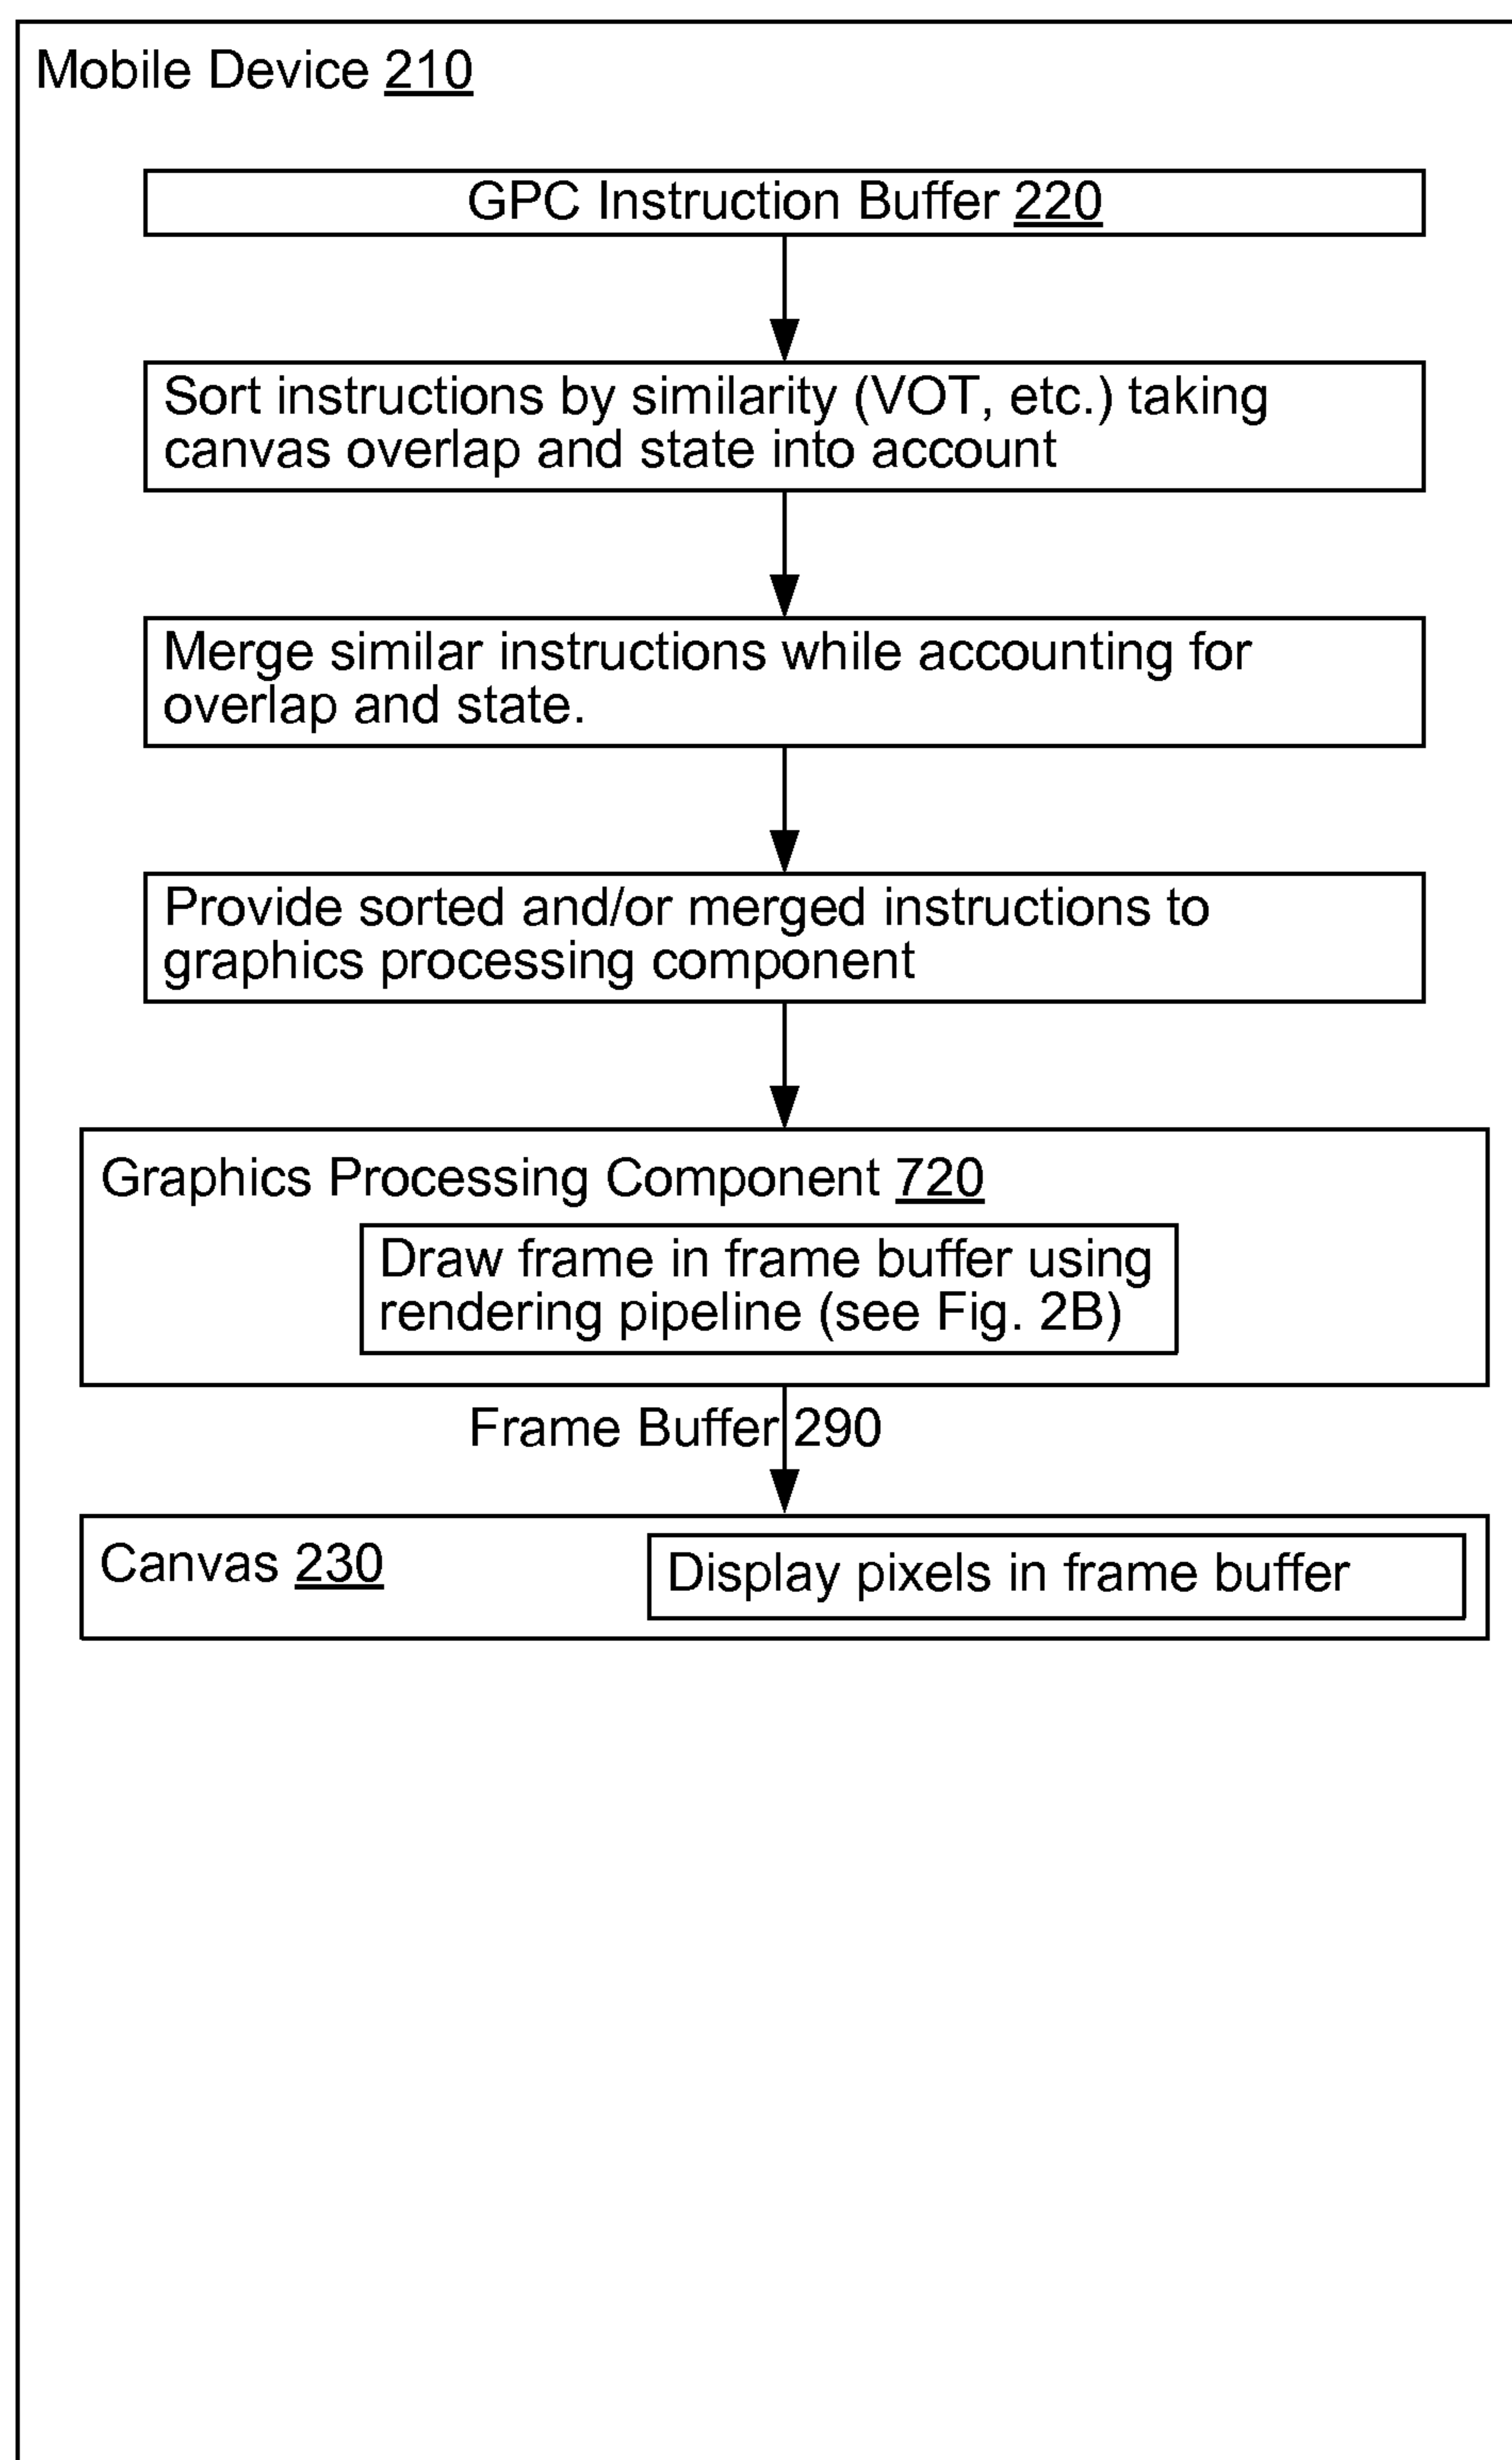 Mobile Device 210
GPC Instruction Buffer 220
Sort instructions by similarity (VOT, etc.) taking
canvas overlap and state into account
Merge similar instructions while accounting for
overlap and state.
Provide sorted and/or merged instructions to
graphics processing component
Graphics Processing Component 720
Draw frame in frame buffer using
rendering pipeline (see Fig. 2B)
Frame Buffer 290
Canvas 230
Display pixels in frame buffer